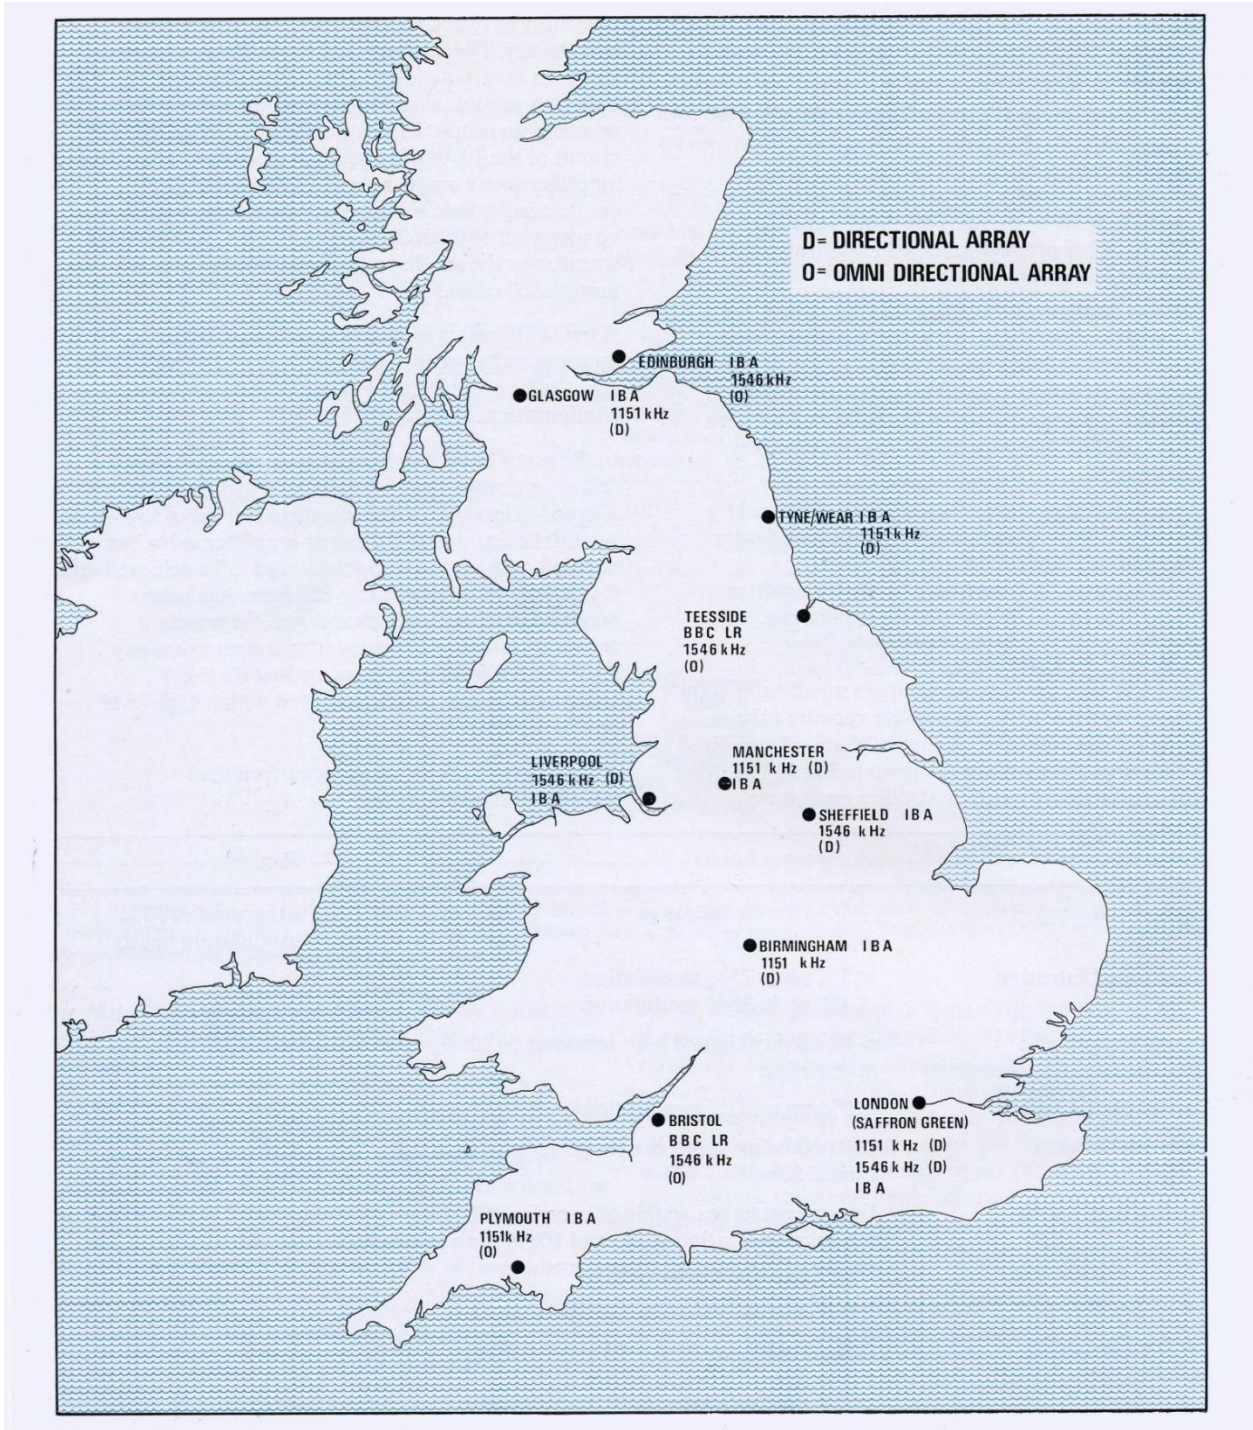 D= DIRECTIONAL ARRAY
O= OMNI DIRECTIONAL ARRAY
EDINBURGH IBA
1546 kHz
(O)
GLASGOW IBA
1151 kHz
(D)
TYNE/WEAR IBA
1151 kHz
(D)
TEESSIDE
BBC LR
1546 kHz
(O)
MANCHESTER
1151 kHz (D)
IBA
LIVERPOOL
1546 kHz (D)
IBA
SHEFFIELD IBA
1546 kHz
(D)
BIRMINGHAM IBA
1151 kHz
(D)
LONDON
(SAFFRON GREEN)
1151 kHz (D)
1546 kHz (D)
IBA
BRISTOL
BBC LR
1546 kHz
(O)
PLYMOUTH IBA
1151kHz
(O)